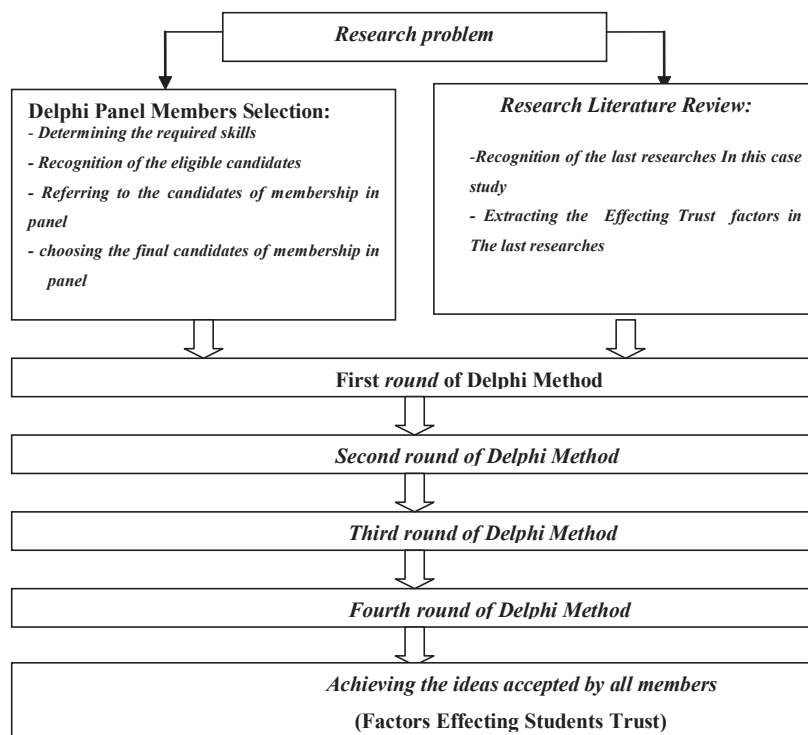 Research problem
Delphi Panel Members Selection:
- Determining the required skills
- Recognition of the eligible candidates
- Referring to the candidates of membership in
panel
- choosing the final candidates of membership in
panel
Research Literature Review:
-Recognition of the last researches In this case
study
- Extracting the Effecting Trust factors in
The last researches
First round of Delphi Method
Second round of Delphi Method
Third round of Delphi Method
Fourth round of Delphi Method
Achieving the ideas accepted by all members
(Factors Effecting Students Trust)